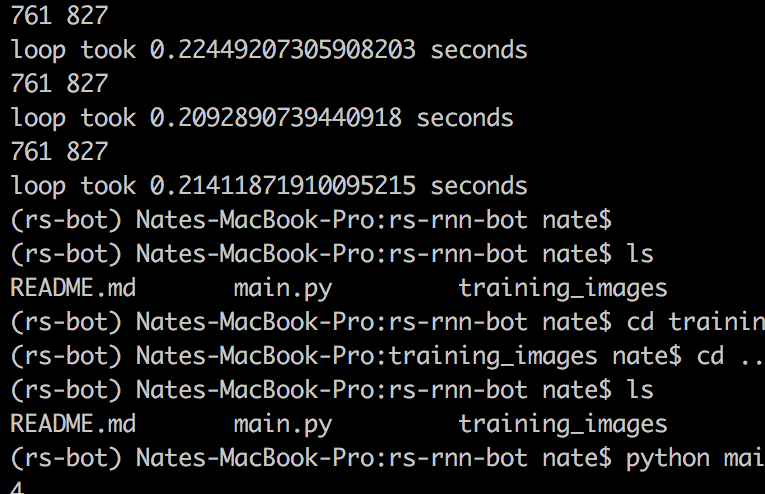 761 827
loop took 0.22449207305908203 seconds
761 827
loop took 0.2092890739440918 seconds
761 827
loop took 0.21411871910095215 seconds
(rs-bot) Nates-MacBook-Pro:rs-rnn-bot nate$
(rs-bot) Nates-MacBook-Pro:rs-rnn-bot nate$ ls
README.md main.py training_images
(rs-bot) Nates-MacBook-Pro:rs-rnn-bot nate$ cd trainin
(rs-bot) Nates-MacBook-Pro:training_images nate$ cd ..
(rs-bot) Nates-MacBook-Pro:rs-rnn-bot nate$ ls
README.md main.py training_images
(rs-bot) Nates-MacBook-Pro:rs-rnn-bot nate$ python mai
4